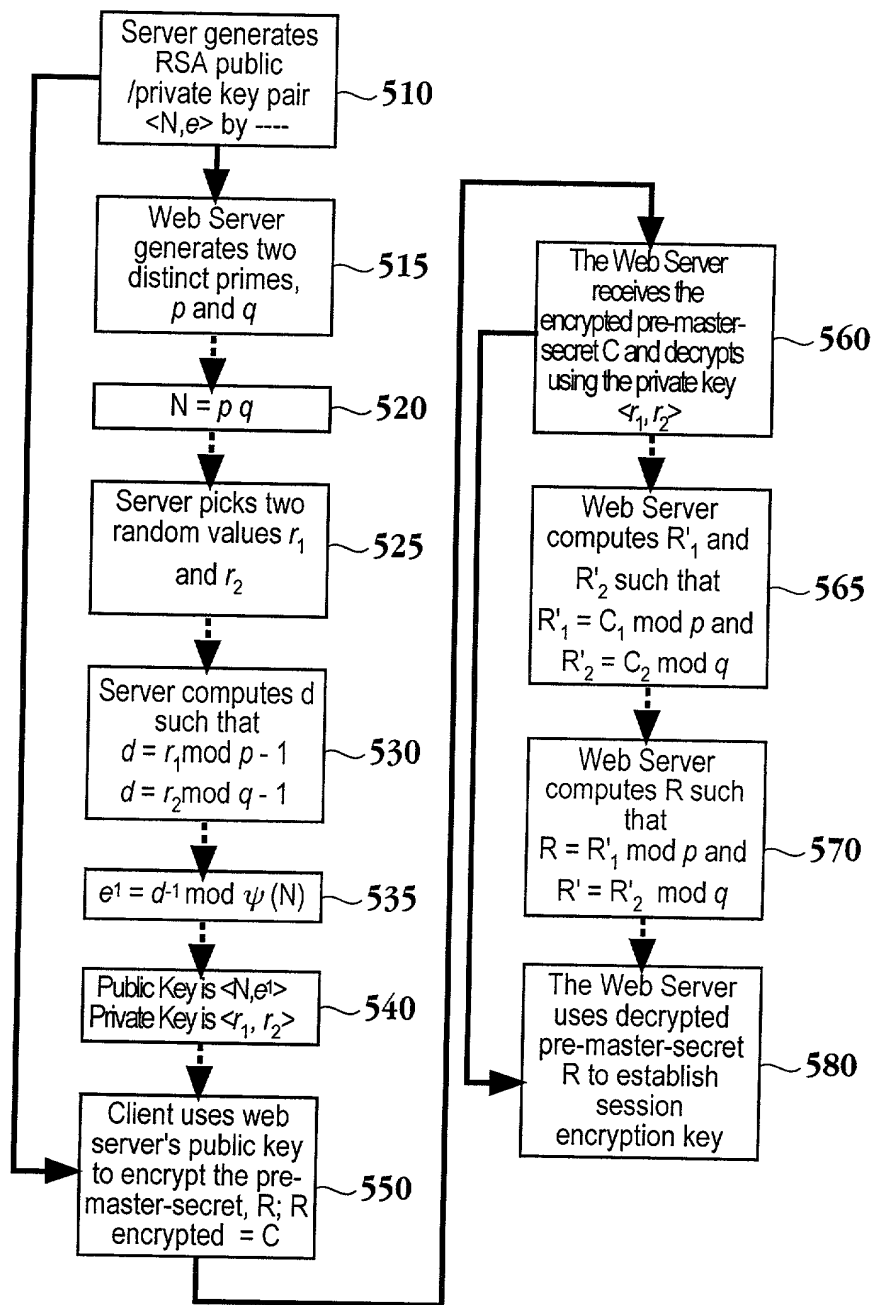 Server generates
RSA public
/private key pair
<N,e> by ----
510
Web Server
generates two
distinct primes,
p and q
515
N = p q
520
Server picks two
random values r₁
and r₂
525
Server computes d
such that
d = r₁mod p - 1
d = r₂mod q - 1
530
e¹ = d⁻¹ mod ψ (N)
535
Public Key is <N,e¹>
Private Key is <r₁, r₂>
540
Client uses web
server's public key
to encrypt the pre-
master-secret, R; R
encrypted = C
550
The Web Server
receives the
encrypted pre-master-
secret C and decrypts
using the private key
<r₁, r₂>
560
Web Server
computes R'₁ and
R'₂ such that
R'₁ = C₁ mod p and
R'₂ = C₂ mod q
565
Web Server
computes R such
that
R = R'₁ mod p and
R' = R'₂ mod q
570
The Web Server
uses decrypted
pre-master-secret
R to establish
session
encryption key
580